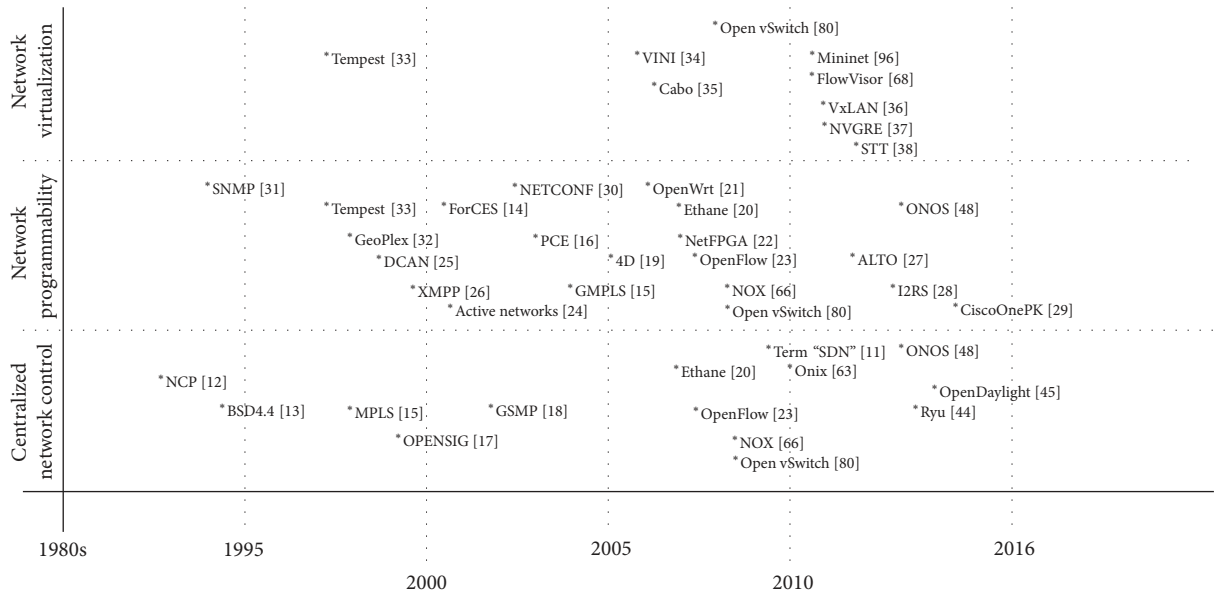 Network
virtualization
*Open vSwitch [80]
*Tempest [33]
*VINI [34]
*Mininet [96]
*FlowVisor [68]
*Cabo [35]
*VxLAN [36]
*NVGRE [37]
*STT [38]
Network
programmability
*SNMP [31]
*NETCONF [30]
*OpenWrt [21]
*Tempest [33]
*ForCES [14]
*Ethane [20]
*ONOS [48]
*GeoPlex [32]
*PCE [16]
*NetFPGA [22]
*DCAN [25]
*4D [19]
*OpenFlow [23]
*ALTO [27]
*XMPP [26]
*GMPLS [15]
*NOX [66]
*I2RS [28]
*Active networks [24]
*Open vSwitch [80]
*CiscoOnePK [29]
Centralized
network control
*Term “SDN” [11]
*ONOS [48]
*NCP [12]
*Ethane [20]
*Onix [63]
*OpenDaylight [45]
*BSD4.4 [13]
*MPLS [15]
*GSMP [18]
*OpenFlow [23]
*Ryu [44]
*OPENSIG [17]
*NOX [66]
*Open vSwitch [80]
1980s
1995
2005
2016
2000
2010